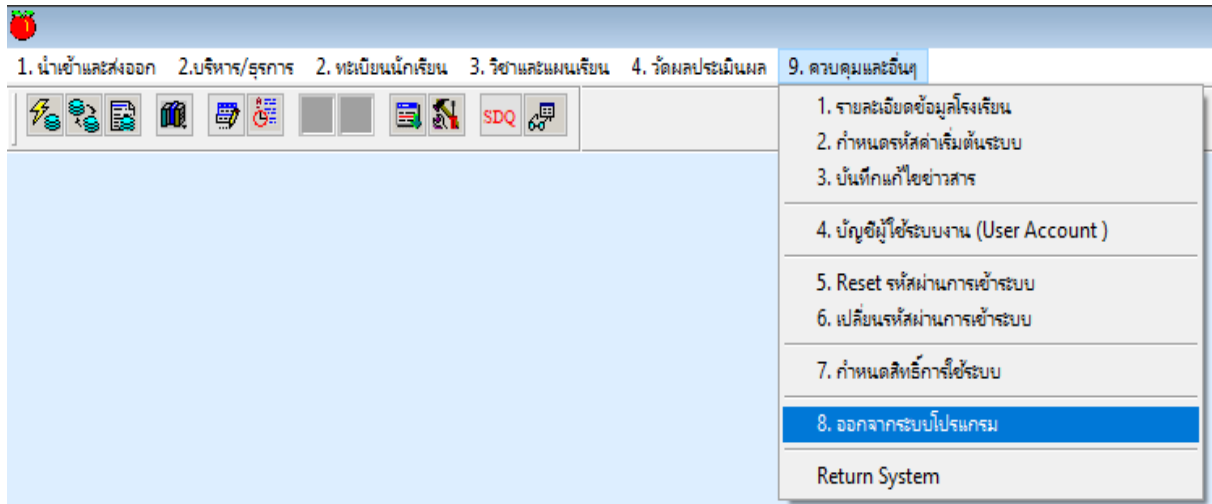 1. นำเข้าและส่งออก 2.บริหาร/ธุรการ 2. ทะเบียนนักเรียน 3. วิชาและแผนเรียน 4. วัดผลประเมินผล 9. ควบคุมและอื่นๆ
SDQ
1. รายละเอียดข้อมูลโรงเรียน
2. กำหนดรหัสค่าเริ่มต้นระบบ
3. บันทึกแก้ไขข่าวสาร
4. บัญชีผู้ใช้ระบบงาน (User Account )
5. Reset รหัสผ่านการเข้าระบบ
6. เปลี่ยนรหัสผ่านการเข้าระบบ
7. กำหนดสิทธิ์การใช้ระบบ
8. ออกจากระบบโปรแกรม
Return System